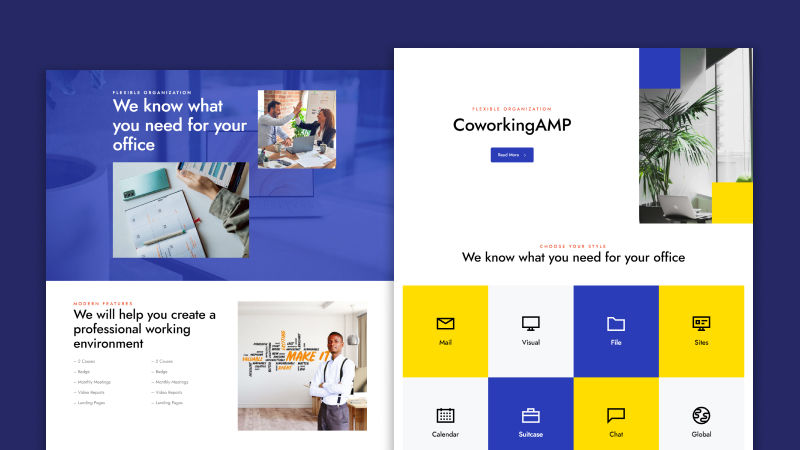 FLEXIBLE ORGANIZATION
We know what
you need for your
office
MODERN FEATURES
We will help you create a
professional working
environment
– 2 Causes
– Badge
– Monthly Meetings
– Video Reports
– Landing Pages
– 2 Causes
– Badge
– Monthly Meetings
– Video Reports
– Landing Pages
MAKE IT
FLEXIBLE ORGANIZATION
CoworkingAMP
Read More >
CHOOSE YOUR STYLE
We know what you need for your office
Mail
Visual
File
Sites
Calendar
Suitcase
Chat
Global